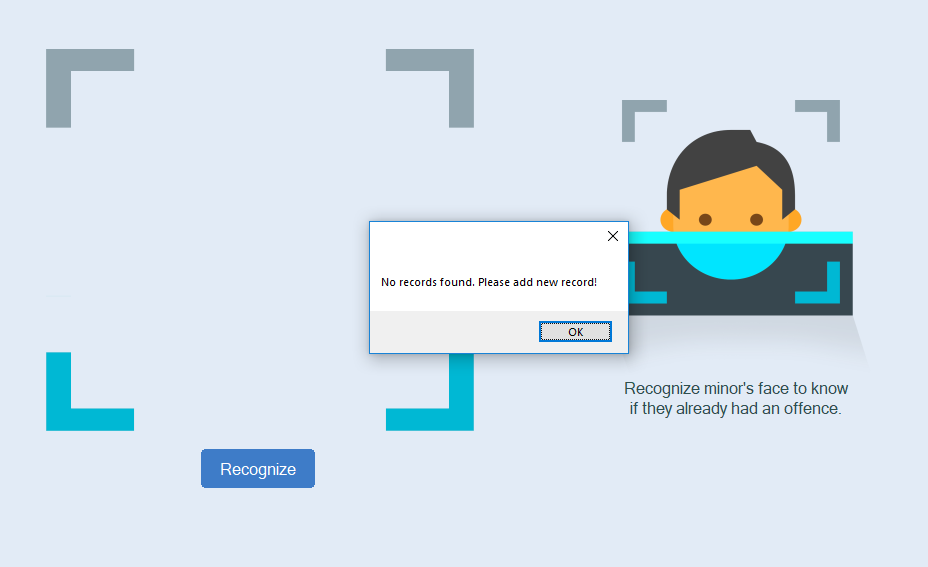 No records found. Please add new record!
OK
Recognize minor's face to know
if they already had an offence.
Recognize